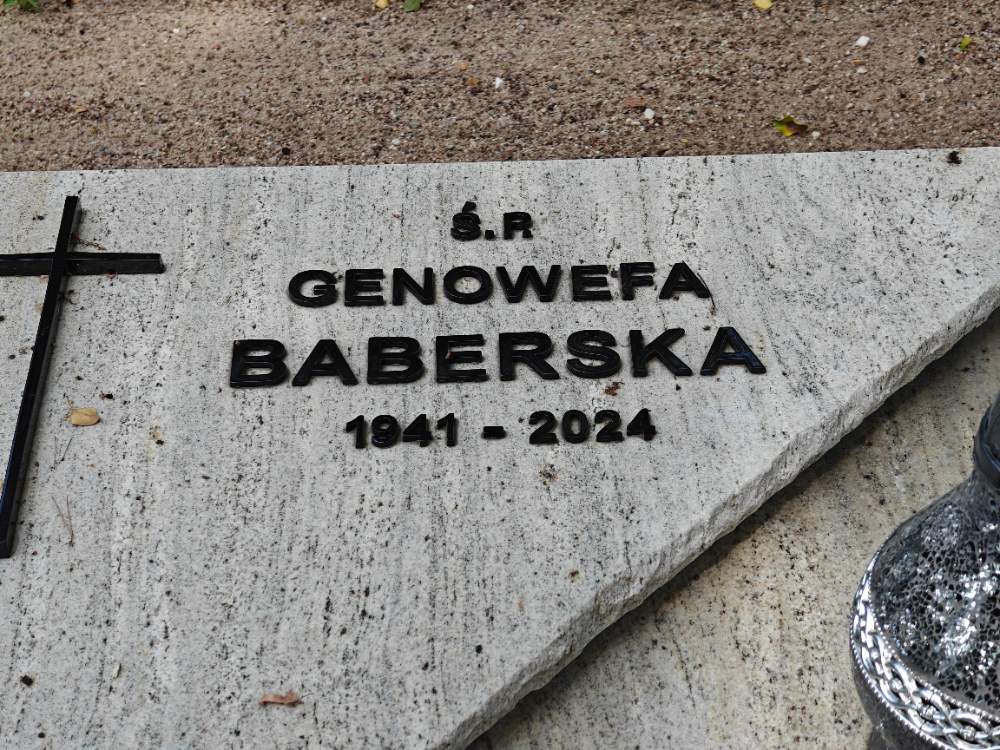 Ś.P.
GENOWEFA
BABERSKA
1941 - 2024